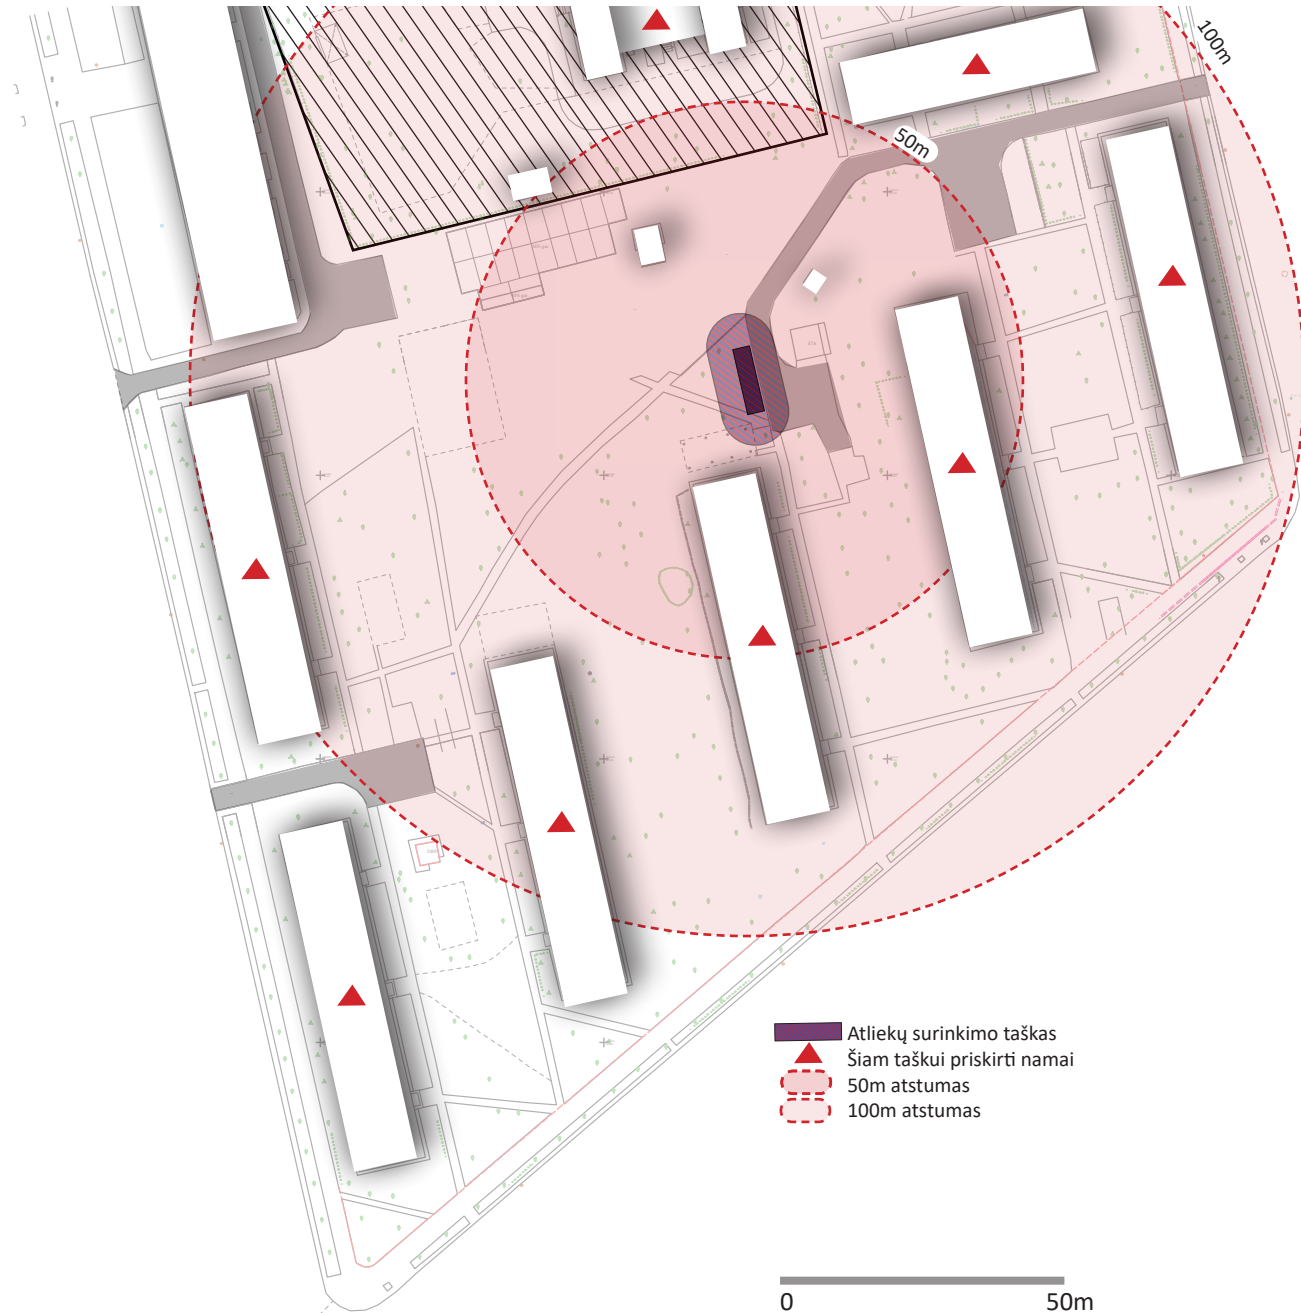 100m
50m
Atliekų surinkimo taškas
Šiam taškui priskirti namai
50m atstumas
100m atstumas
0 50m